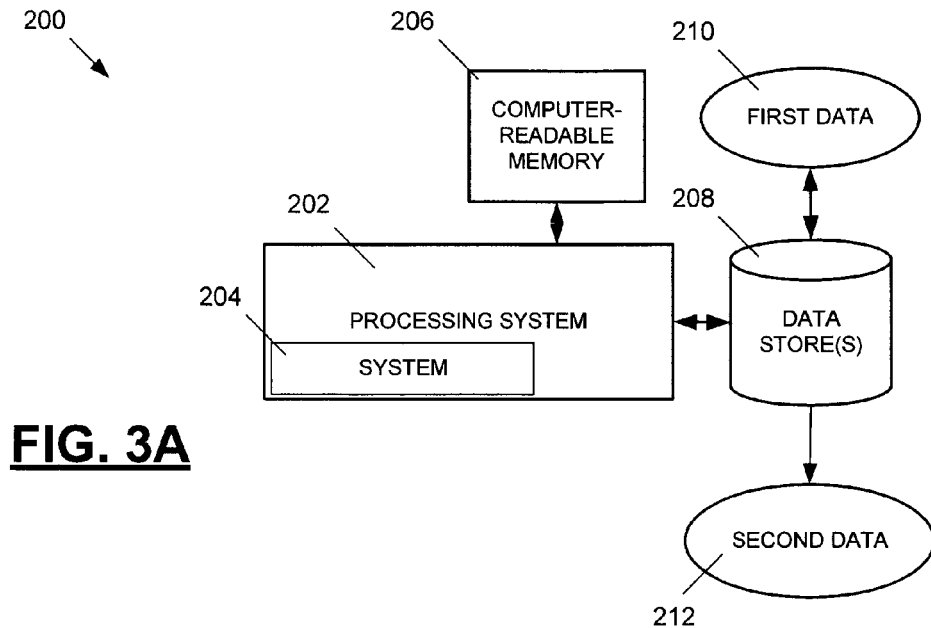 200
206
210
COMPUTER-
READABLE
MEMORY
FIRST DATA
202
208
204
PROCESSING SYSTEM
DATA
STORE(S)
SYSTEM
FIG. 3A
SECOND DATA
212